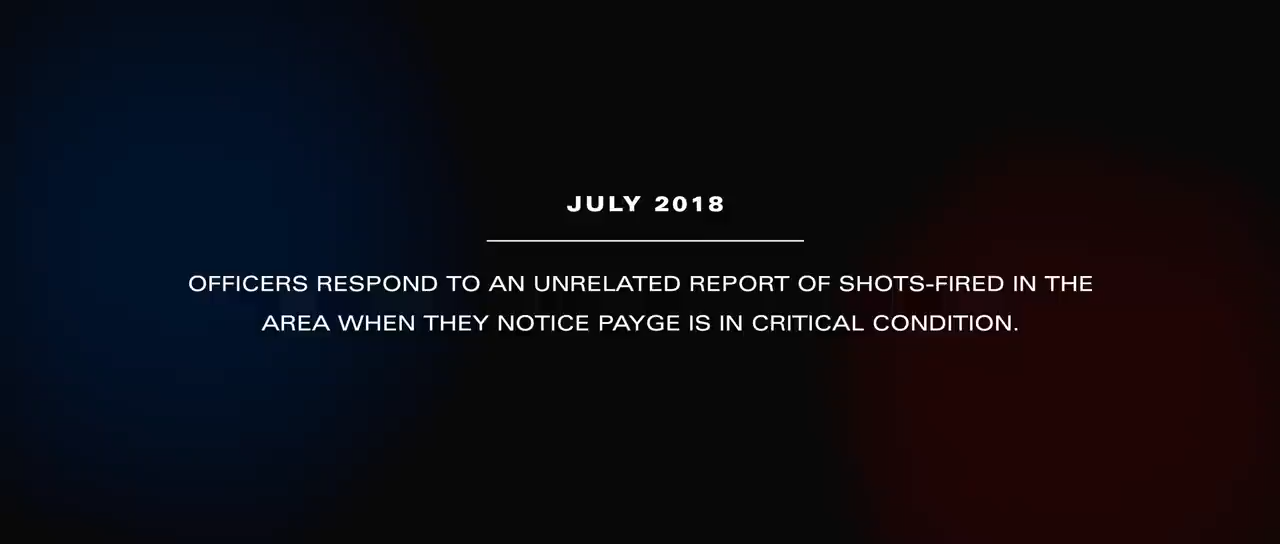 JULY 2018
OFFICERS RESPOND TO AN UNRELATED REPORT OF SHOTS-FIRED IN THE
AREA WHEN THEY NOTICE PAYGE IS IN CRITICAL CONDITION.